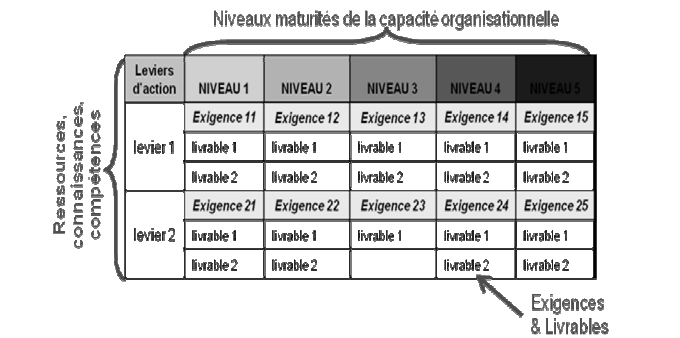 Niveaux maturités de la capacité organisationnelle
Ressources,
connaissances,
compétences
Leviers
d'action
NIVEAU 1 NIVEAU 2 NIVEAU 3 NIVEAU 4 NIVEAU 5
Exigence 11 Exigence 12 Exigence 13 Exigence 14 Exigence 15
levier 1
livrable 1 livrable 1 livrable 1 livrable 1 livrable 1
livrable 2 livrable 2 livrable 2 livrable 2 livrable 2
Exigence 21 Exigence 22 Exigence 23 Exigence 24 Exigence 25
levier 2
livrable 1 livrable 1 livrable 1 livrable 1 livrable 1
livrable 2 livrable 2 livrable 2 livrable 2
Exigences
& Livrables